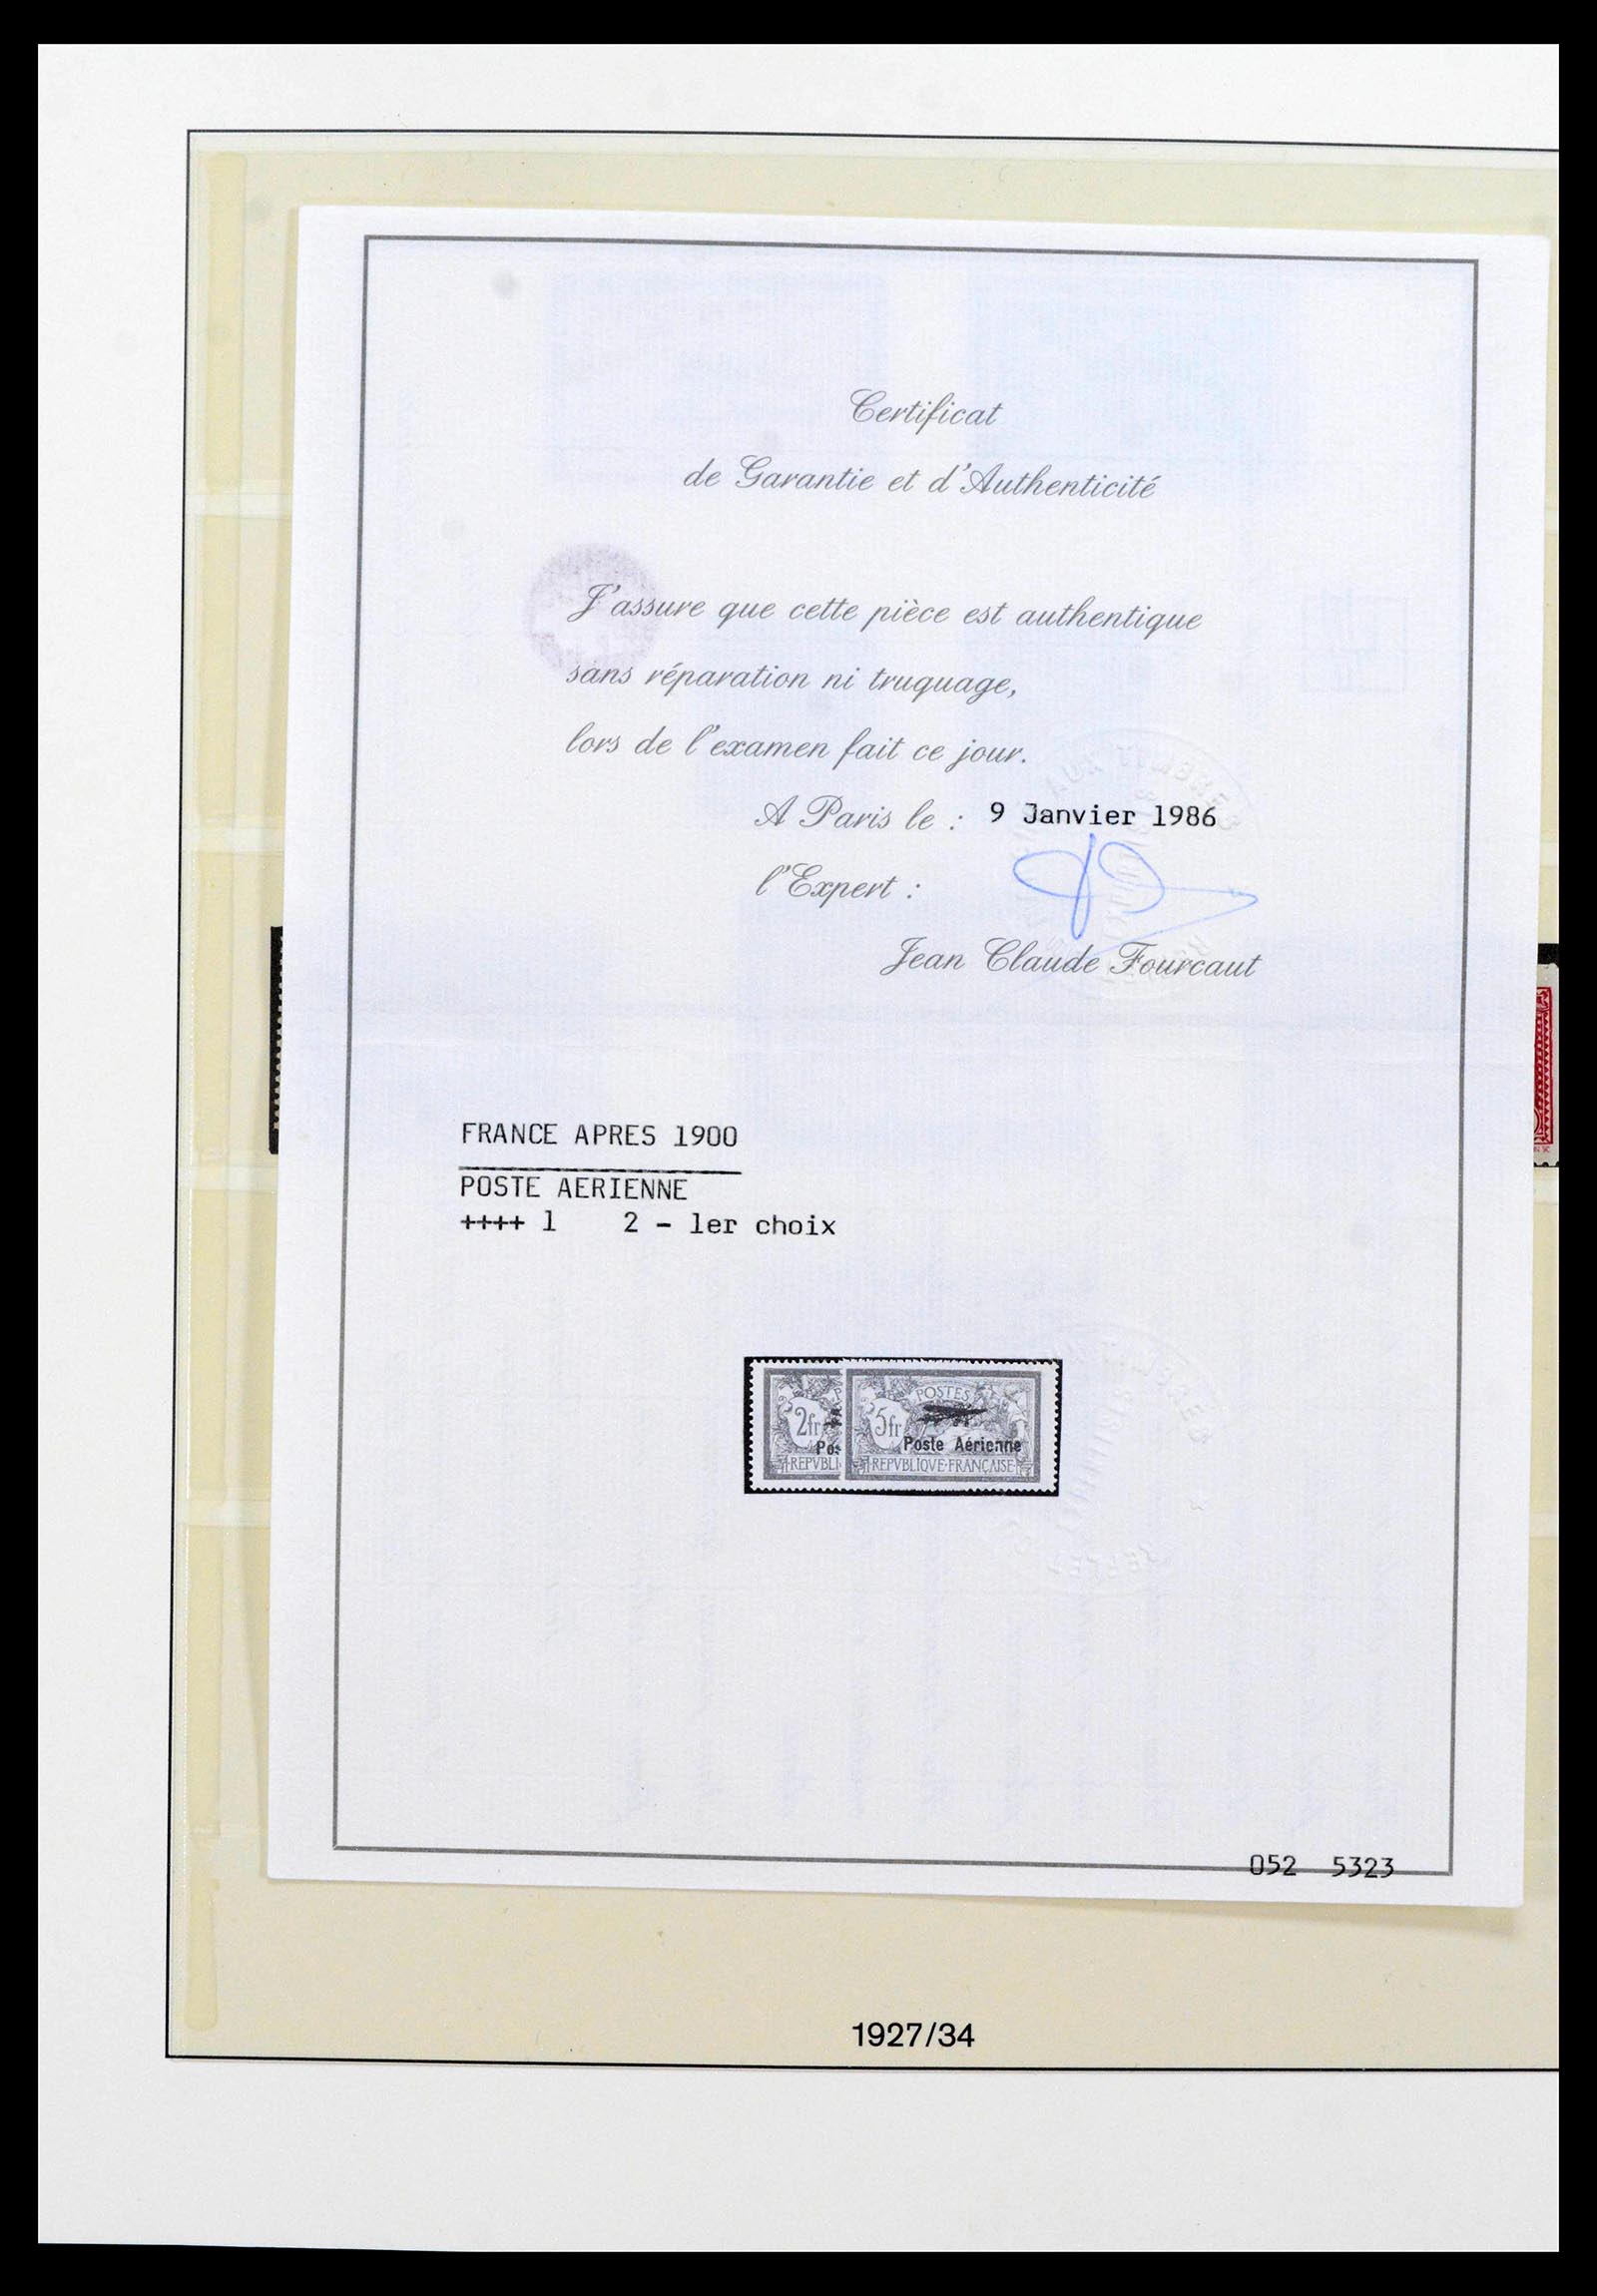 Certificat
de Garantie et d'Authenticité
J'assure que cette pièce est authentique
sans réparation ni truquage,
lors de l'examen fait ce jour.
A Paris le : 9 Janvier 1986
l'Expert :
Jean Claude Fourcaut
FRANCE APRES 1900
POSTE AERIENNE
++++ 1 2 - 1er choix
POSTES
2fr 5fr
Pos Poste Aérienne
REPVBLI REPVBLIQVE·FRANÇAISE
052 5323
1927/34